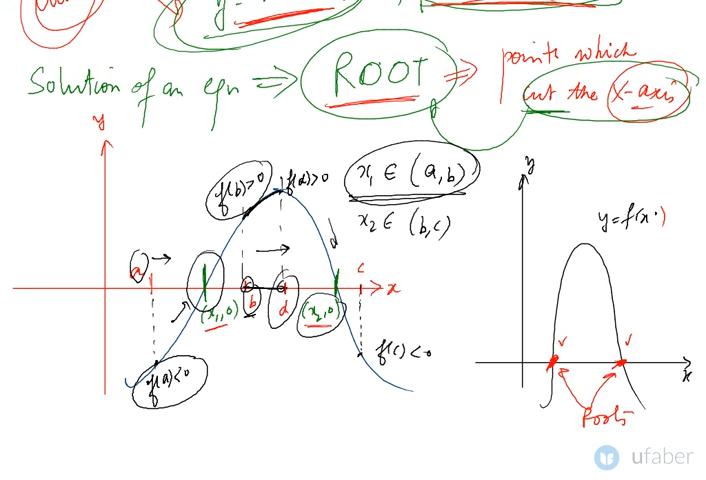 Solution of an eqn ⇒ ROOT ⇒ points which
cut the X-axis
y
f(b)>0
f(d)>0
x₁ ∈ (a,b)
x₂ ∈ (b,c)
a
c
x
(x₁,0)
b
d
(x₂,0)
f(a)<0
f(c)<0
y
y=f(x)
x
Roots
ufaber